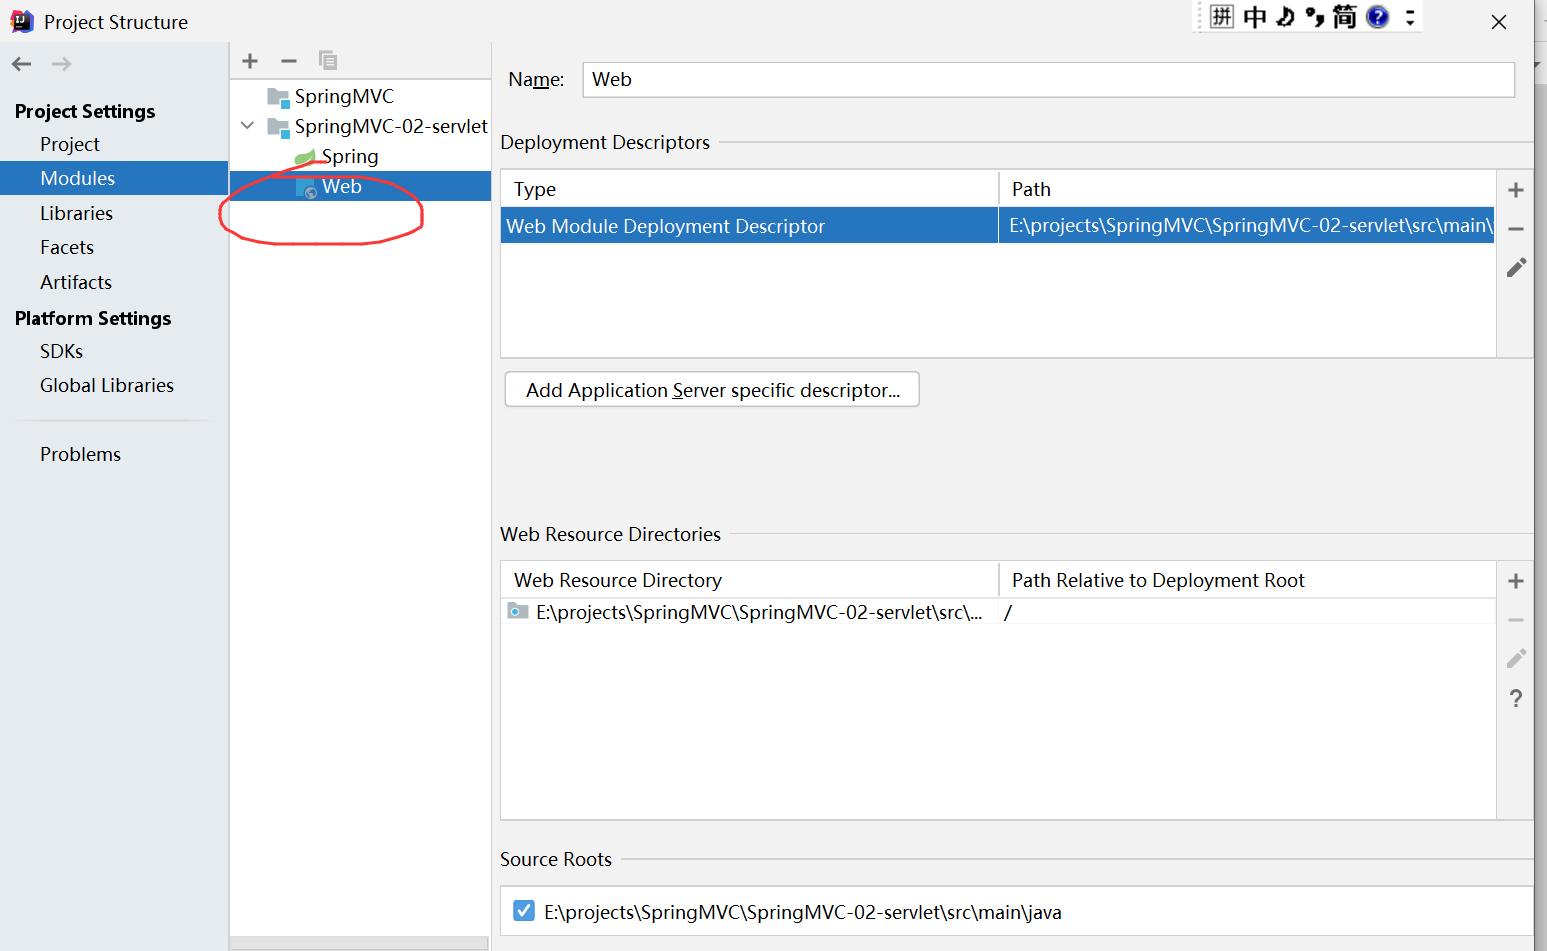 Project Structure
拼 中 简
Project Settings
Project
Modules
Libraries
Facets
Artifacts
Platform Settings
SDKs
Global Libraries
Problems
SpringMVC
SpringMVC-02-servlet
Spring
Web
Name: Web
Deployment Descriptors
Type Path
Web Module Deployment Descriptor E:\projects\SpringMVC\SpringMVC-02-servlet\src\main\
Add Application Server specific descriptor...
Web Resource Directories
Web Resource Directory Path Relative to Deployment Root
E:\projects\SpringMVC\SpringMVC-02-servlet\src\... /
Source Roots
E:\projects\SpringMVC\SpringMVC-02-servlet\src\main\java